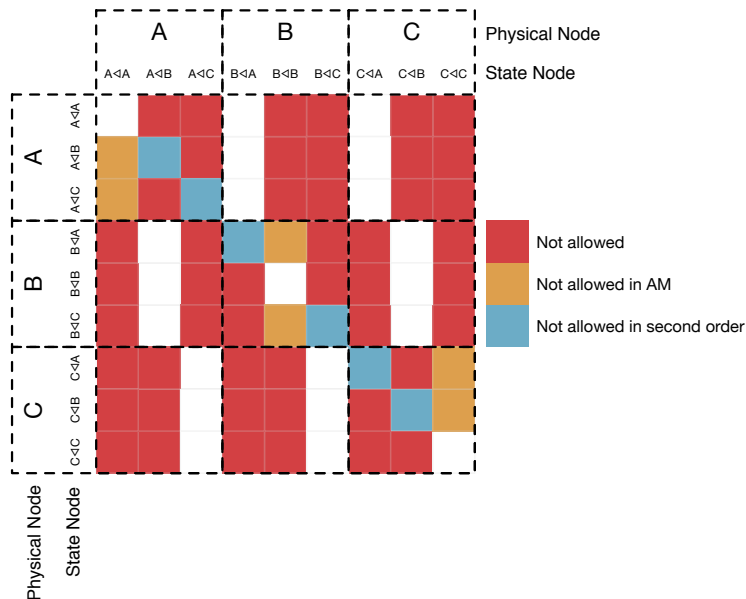 A B C Physical Node
A⊲A A⊲B A⊲C B⊲A B⊲B B⊲C C⊲A C⊲B C⊲C State Node
A
A⊲A
A⊲B
A⊲C
B
B⊲A
B⊲B
B⊲C
C
C⊲A
C⊲B
C⊲C
Not allowed
Not allowed in AM
Not allowed in second order
Physical Node
State Node